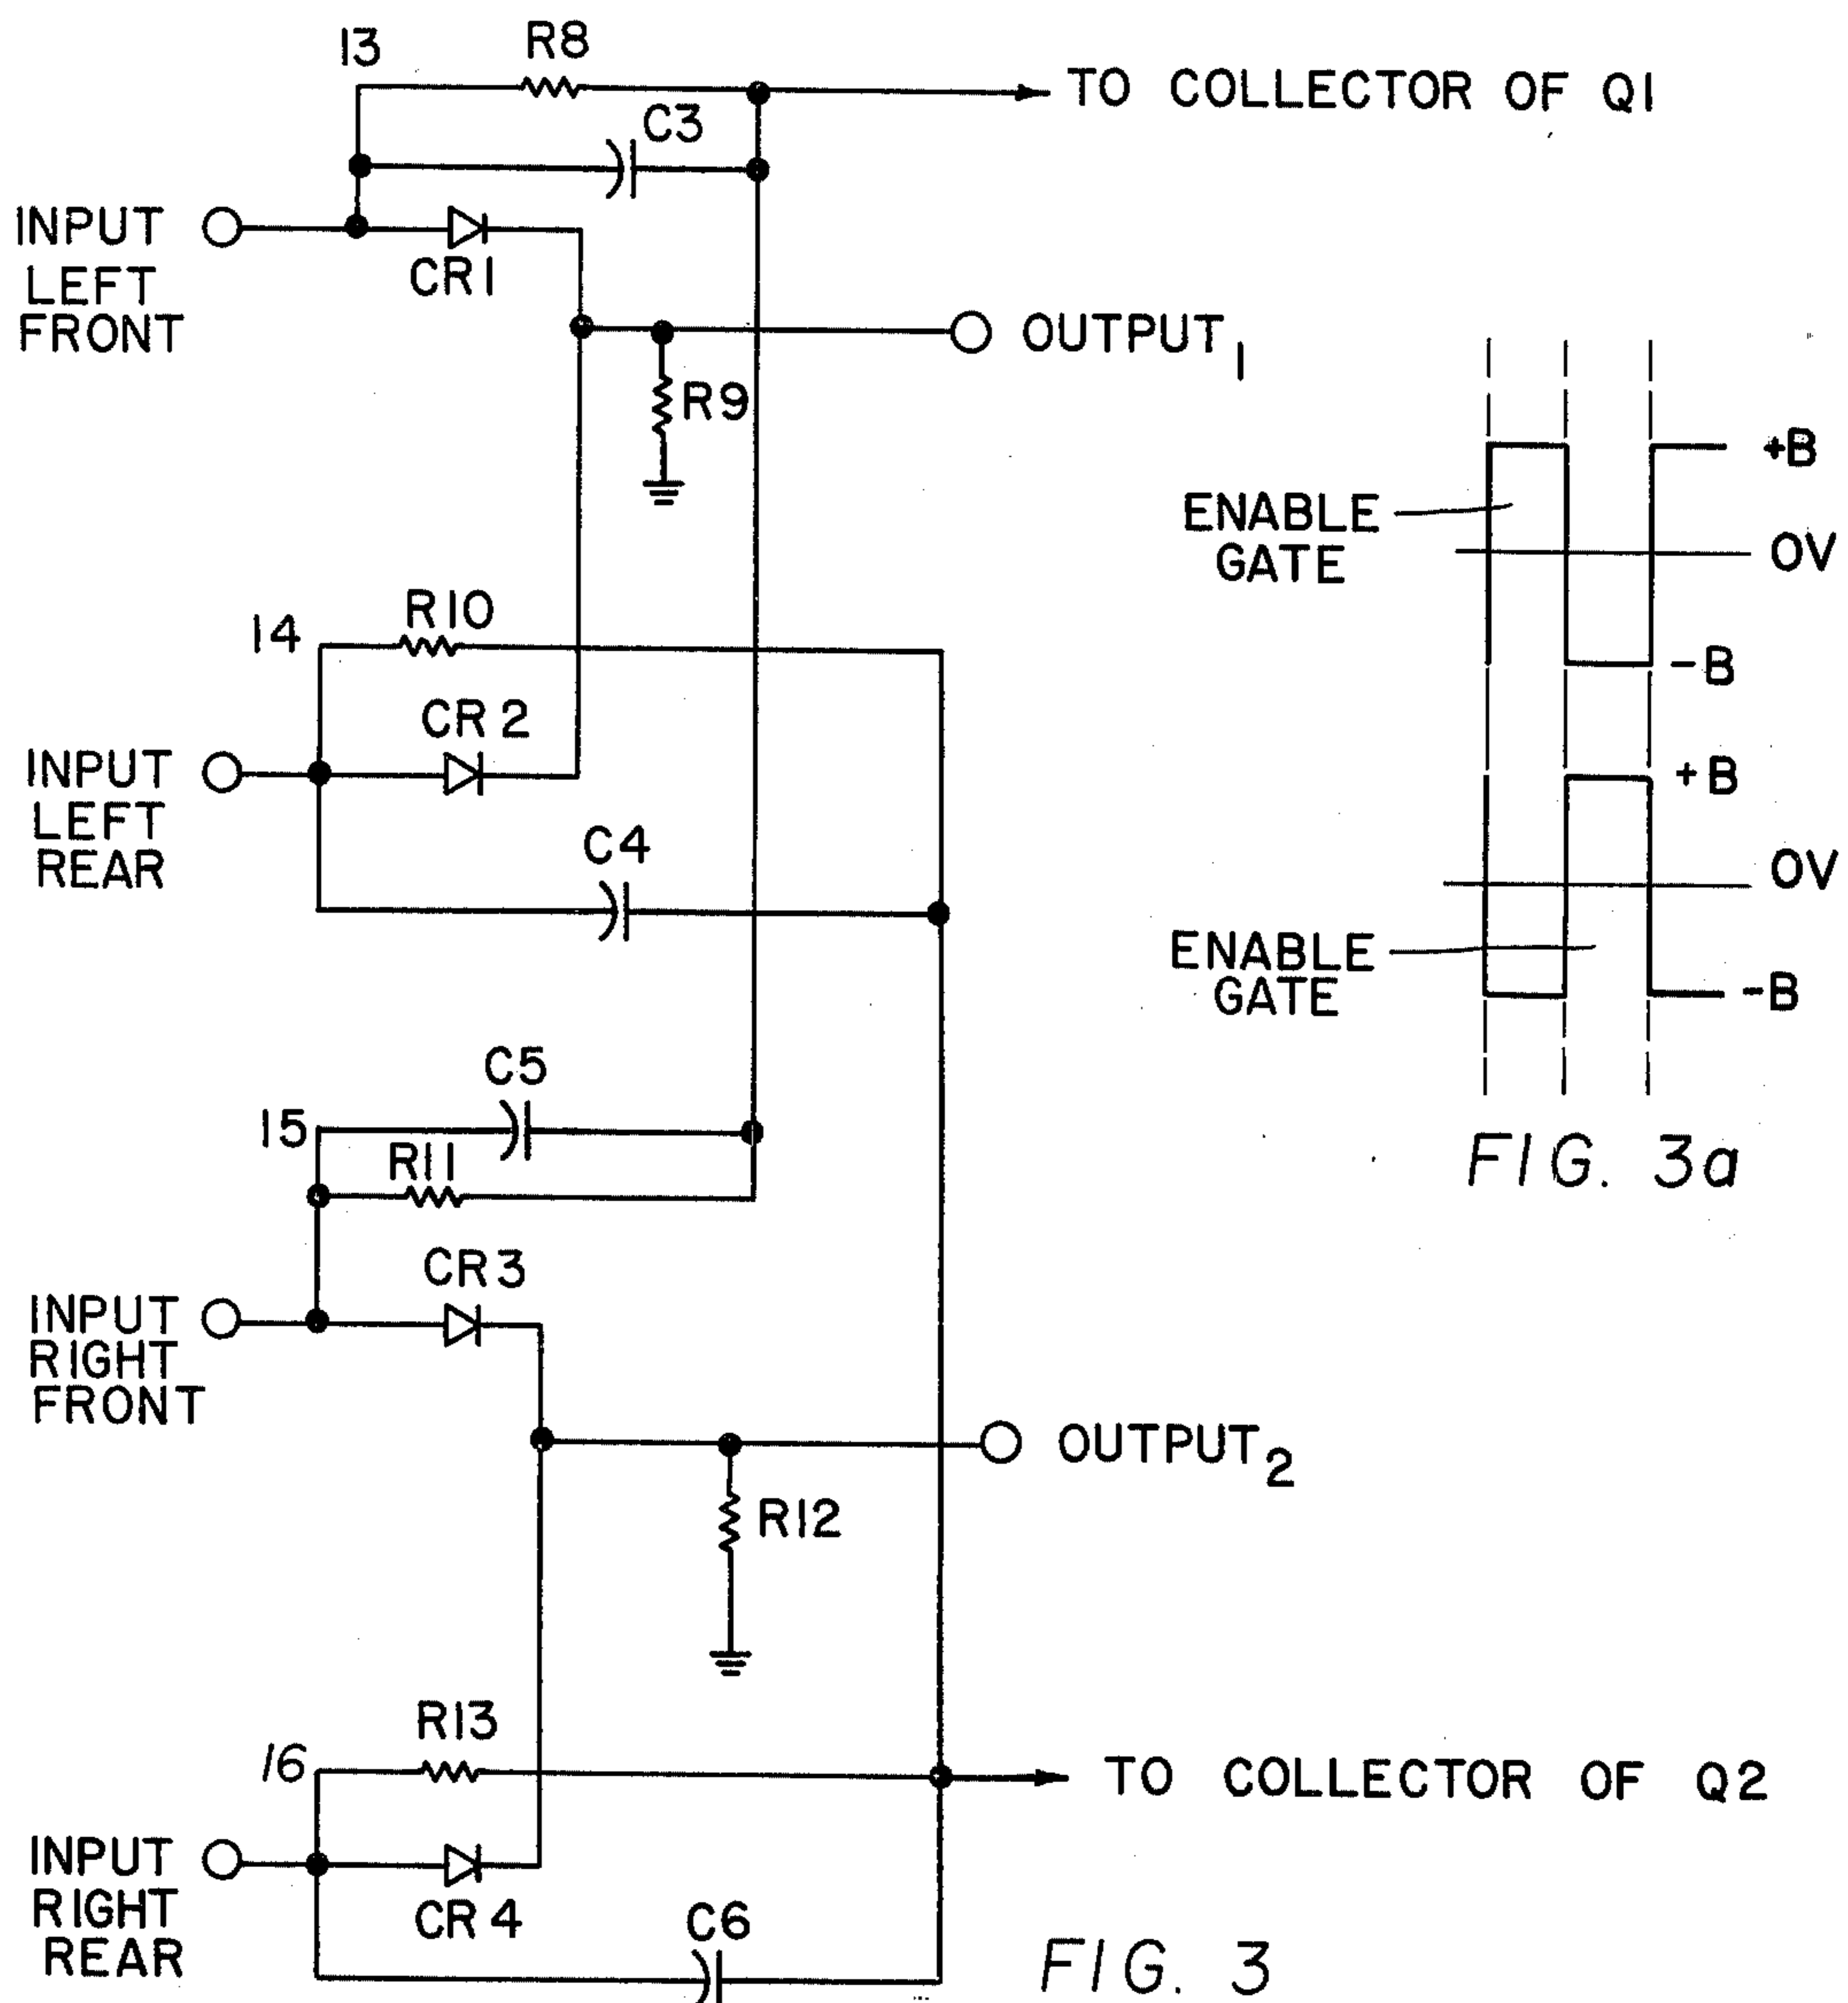 13
R8
TO COLLECTOR OF Q1
C3
INPUT
LEFT
FRONT
CR1
OUTPUT1
R9
+B
ENABLE
GATE
0V
-B
14
R10
CR2
INPUT
LEFT
REAR
+B
C4
0V
ENABLE
GATE
-B
C5
15
R11
FIG. 3a
CR3
INPUT
RIGHT
FRONT
OUTPUT2
R12
R13
16
TO COLLECTOR OF Q2
INPUT
RIGHT
REAR
CR4
C6
FIG. 3